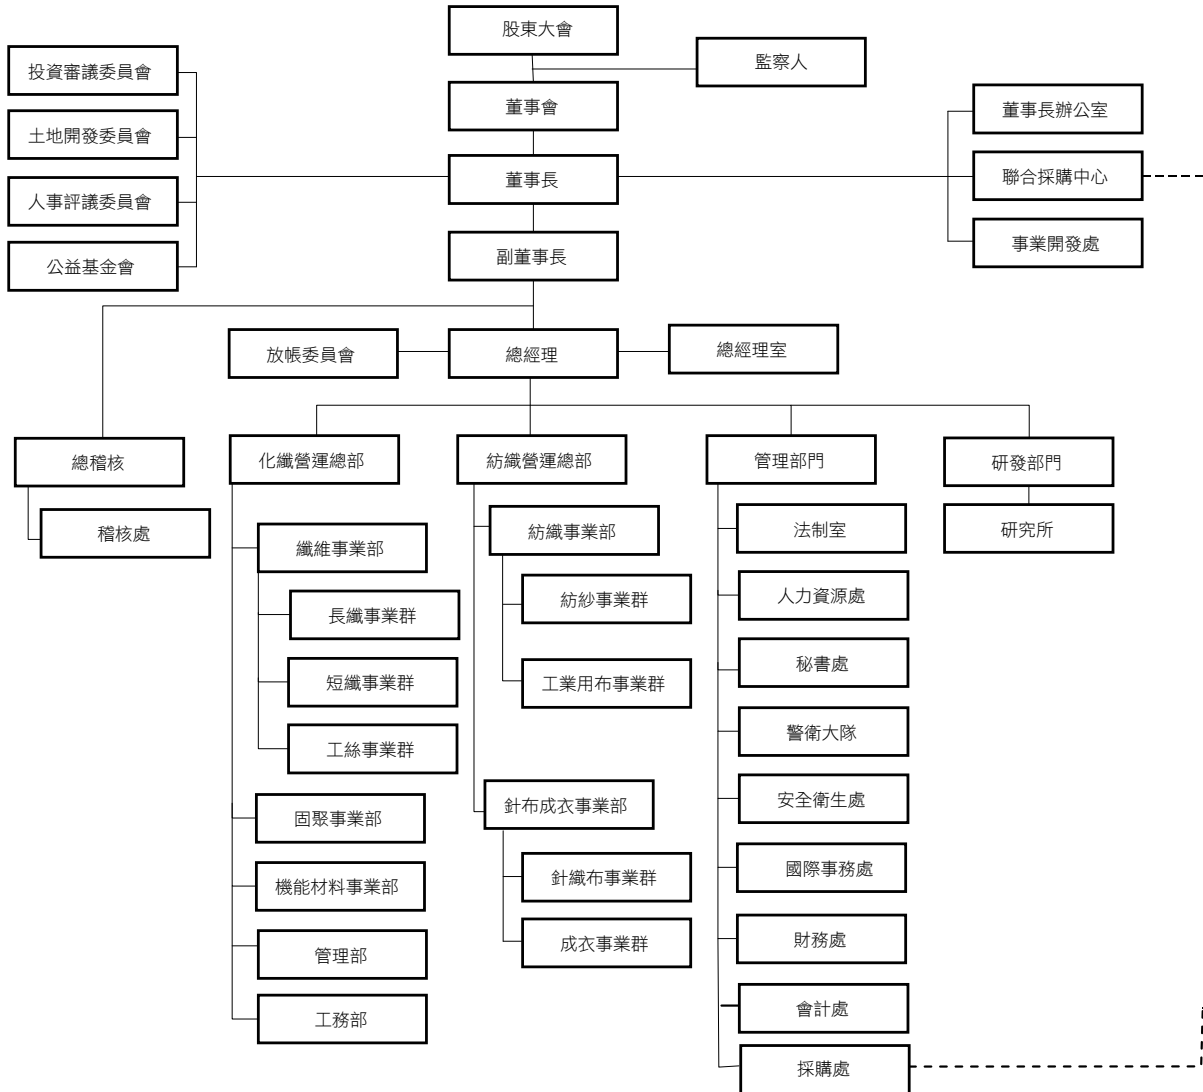 股東大會
監察人
投資審議委員會
董事會
董事長辦公室
土地開發委員會
董事長
聯合採購中心
人事評議委員會
副董事長
事業開發處
公益基金會
放帳委員會
總經理
總經理室
總稽核
稽核處
化纖營運總部
纖維事業部
長纖事業群
短纖事業群
工絲事業群
固聚事業部
機能材料事業部
管理部
工務部
紡織營運總部
紡織事業部
紡紗事業群
工業用布事業群
針布成衣事業部
針織布事業群
成衣事業群
管理部門
法制室
人力資源處
秘書處
警衛大隊
安全衛生處
國際事務處
財務處
會計處
採購處
研發部門
研究所